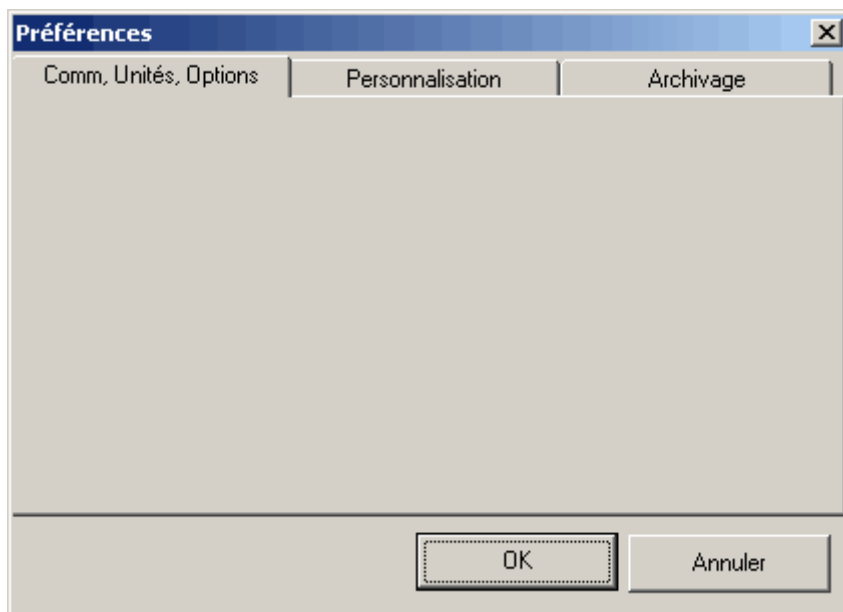 Préférences
Comm, Unités, Options
Personnalisation
Archivage
OK
Annuler